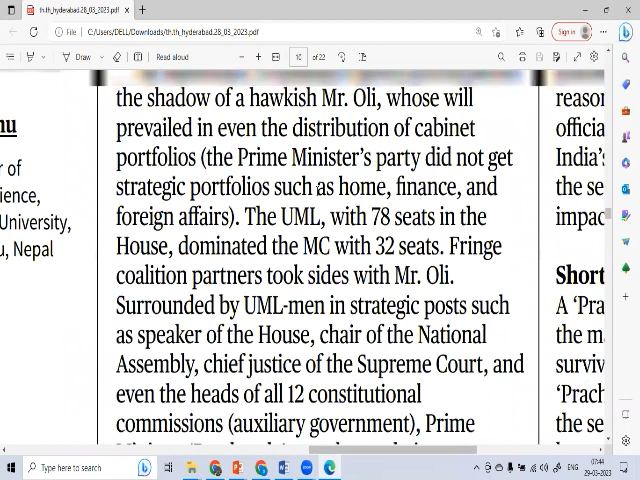 th.th_hyderabad.28_03_2023.pdf
File
C:/Users/DELL/Downloads/th.th_hyderabad.28_03_2023.pdf
Sign in
Draw
Read aloud
10 of 22
the shadow of a hawkish Mr. Oli, whose will
prevailed in even the distribution of cabinet
portfolios (the Prime Minister's party did not get
strategic portfolios such as home, finance, and
foreign affairs). The UML, with 78 seats in the
House, dominated the MC with 32 seats. Fringe
coalition partners took sides with Mr. Oli.
Surrounded by UML-men in strategic posts such
as speaker of the House, chair of the National
Assembly, chief justice of the Supreme Court, and
even the heads of all 12 constitutional
commissions (auxiliary government), Prime
nu
r of
ience,
University,
u, Nepal
reason
officia
India's
the se
impac
Short
A 'Pra
the m
surviv
'Prach
the se
Type here to search
ENG
07:44
29-03-2023